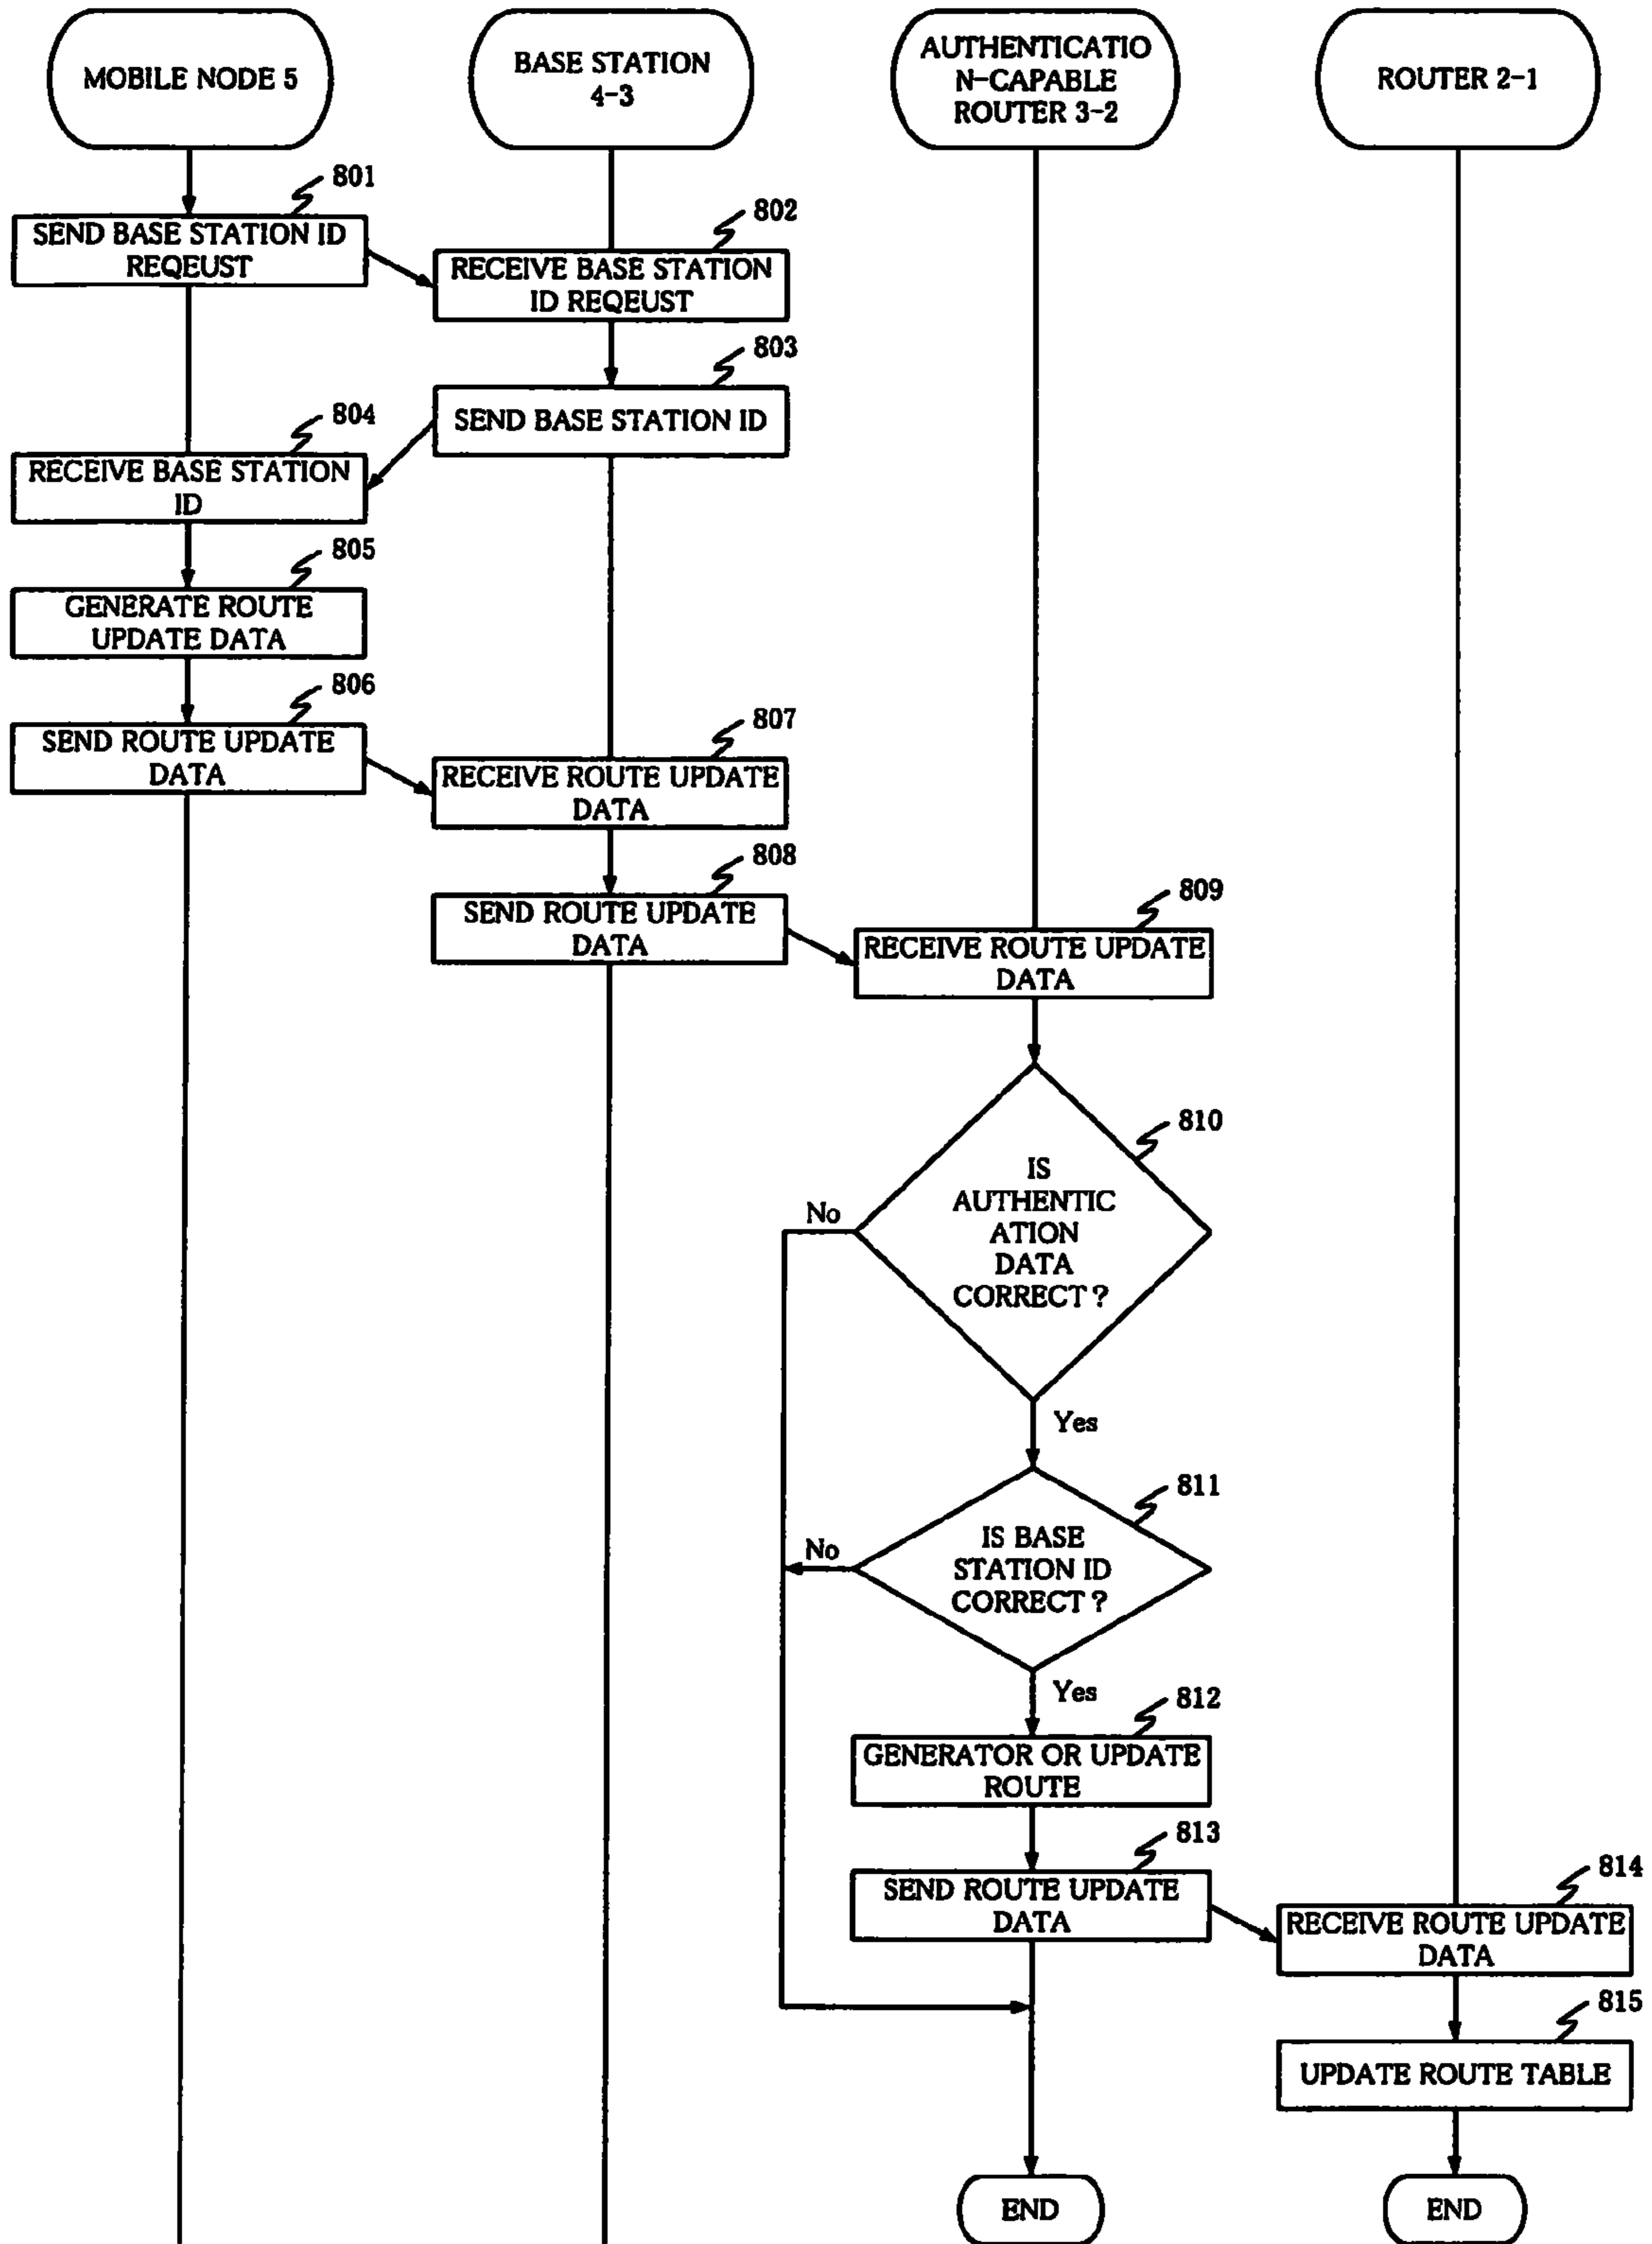 MOBILE NODE 5
BASE STATION
4-3
AUTHENTICATIO
N-CAPABLE
ROUTER 3-2
ROUTER 2-1
801
SEND BASE STATION ID
REQEUST
802
RECEIVE BASE STATION
ID REQEUST
803
SEND BASE STATION ID
804
RECEIVE BASE STATION
ID
805
GENERATE ROUTE
UPDATE DATA
806
SEND ROUTE UPDATE
DATA
807
RECEIVE ROUTE UPDATE
DATA
808
SEND ROUTE UPDATE
DATA
809
RECEIVE ROUTE UPDATE
DATA
810
IS
AUTHENTIC
ATION
DATA
CORRECT ?
No
Yes
811
IS BASE
STATION ID
CORRECT ?
No
Yes
812
GENERATOR OR UPDATE
ROUTE
813
SEND ROUTE UPDATE
DATA
814
RECEIVE ROUTE UPDATE
DATA
815
UPDATE ROUTE TABLE
END
END